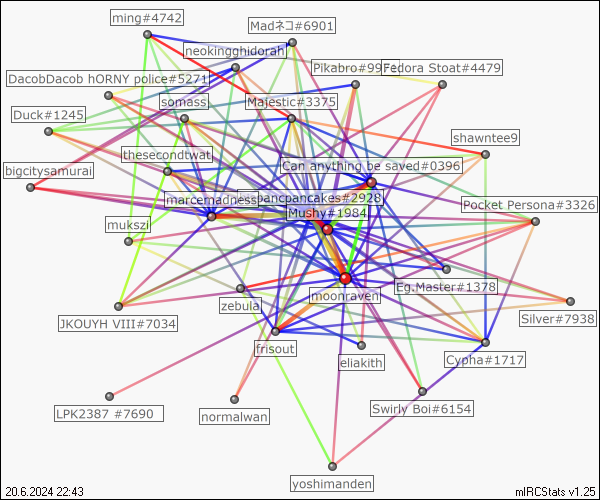 ming#4742
Madネコ#6901
neokingghidorah
Pikabro#99
Fedora Stoat#4479
DacobDacob hORNY police#5271
somass
Majestic#3375
Duck#1245
shawntee9
thesecondtwat
Can anything be saved#0396
bigcitysamurai
marcernadness
pancpancakes#2928
Pocket Persona#3326
Mushy#1984
mukszi
Eg.Master#1378
moonraven
zebula
Silver#7938
JKOUYH VIII#7034
frisout
eliakith
Cypha#1717
LPK2387 #7690
normalwan
Swirly Boi#6154
yoshimanden
20.6.2024 22:43
mIRCStats v1.25